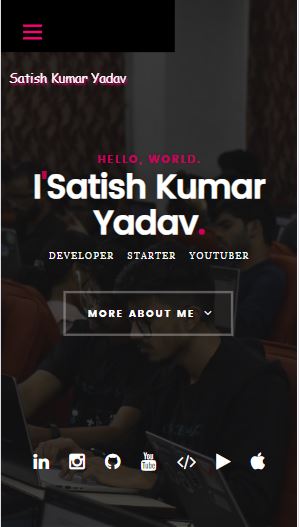 Satish Kumar Yadav
HELLO, WORLD.
I'Satish Kumar
Yadav.
DEVELOPER STARTER YOUTUBER
MORE ABOUT ME
You
Tube